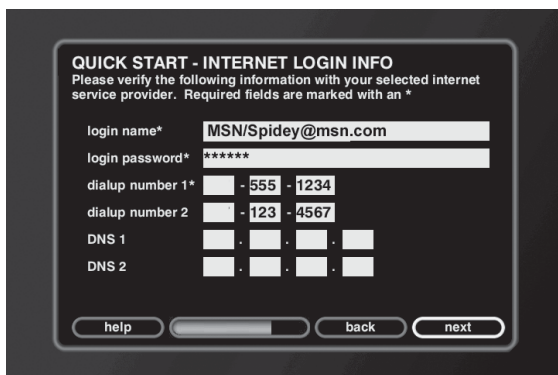 QUICK START - INTERNET LOGIN INFO
Please verify the following information with your selected internet
service provider. Required fields are marked with an *
login name* MSN/Spidey@msn.com
login password* ******
dialup number 1* - 555 - 1234
dialup number 2 - 123 - 4567
DNS 1 . . .
DNS 2 . . .
help back next